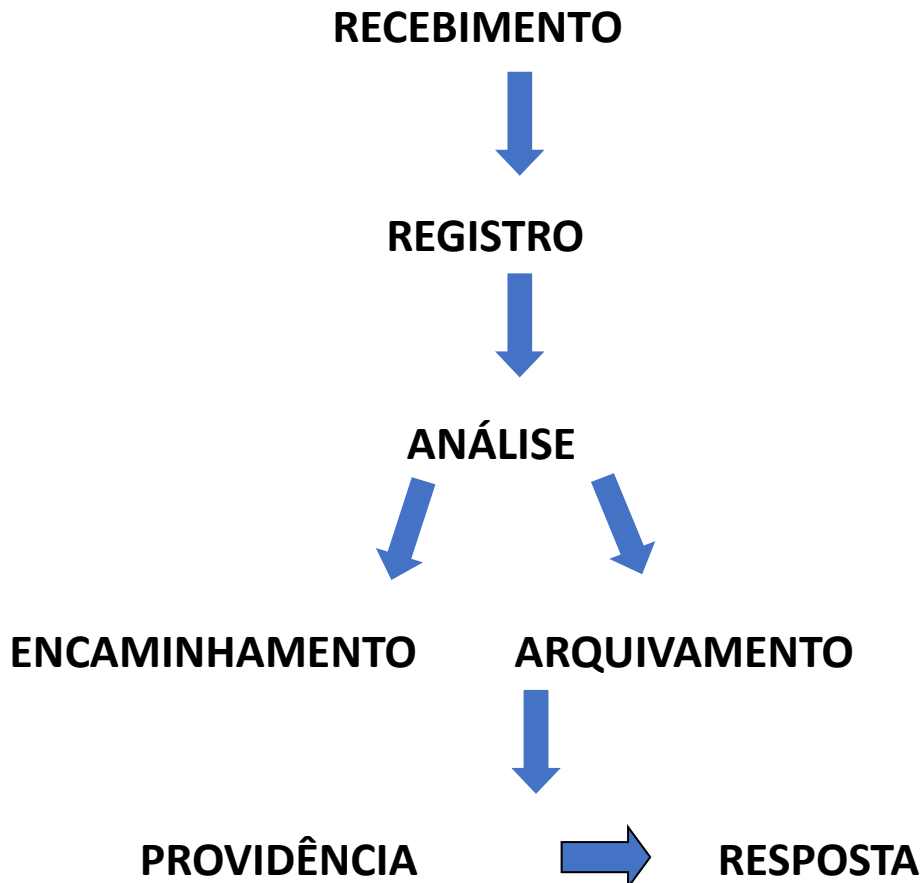 RECEBIMENTO
REGISTRO
ANÁLISE
ENCAMINHAMENTO ARQUIVAMENTO
PROVIDÊNCIA RESPOSTA